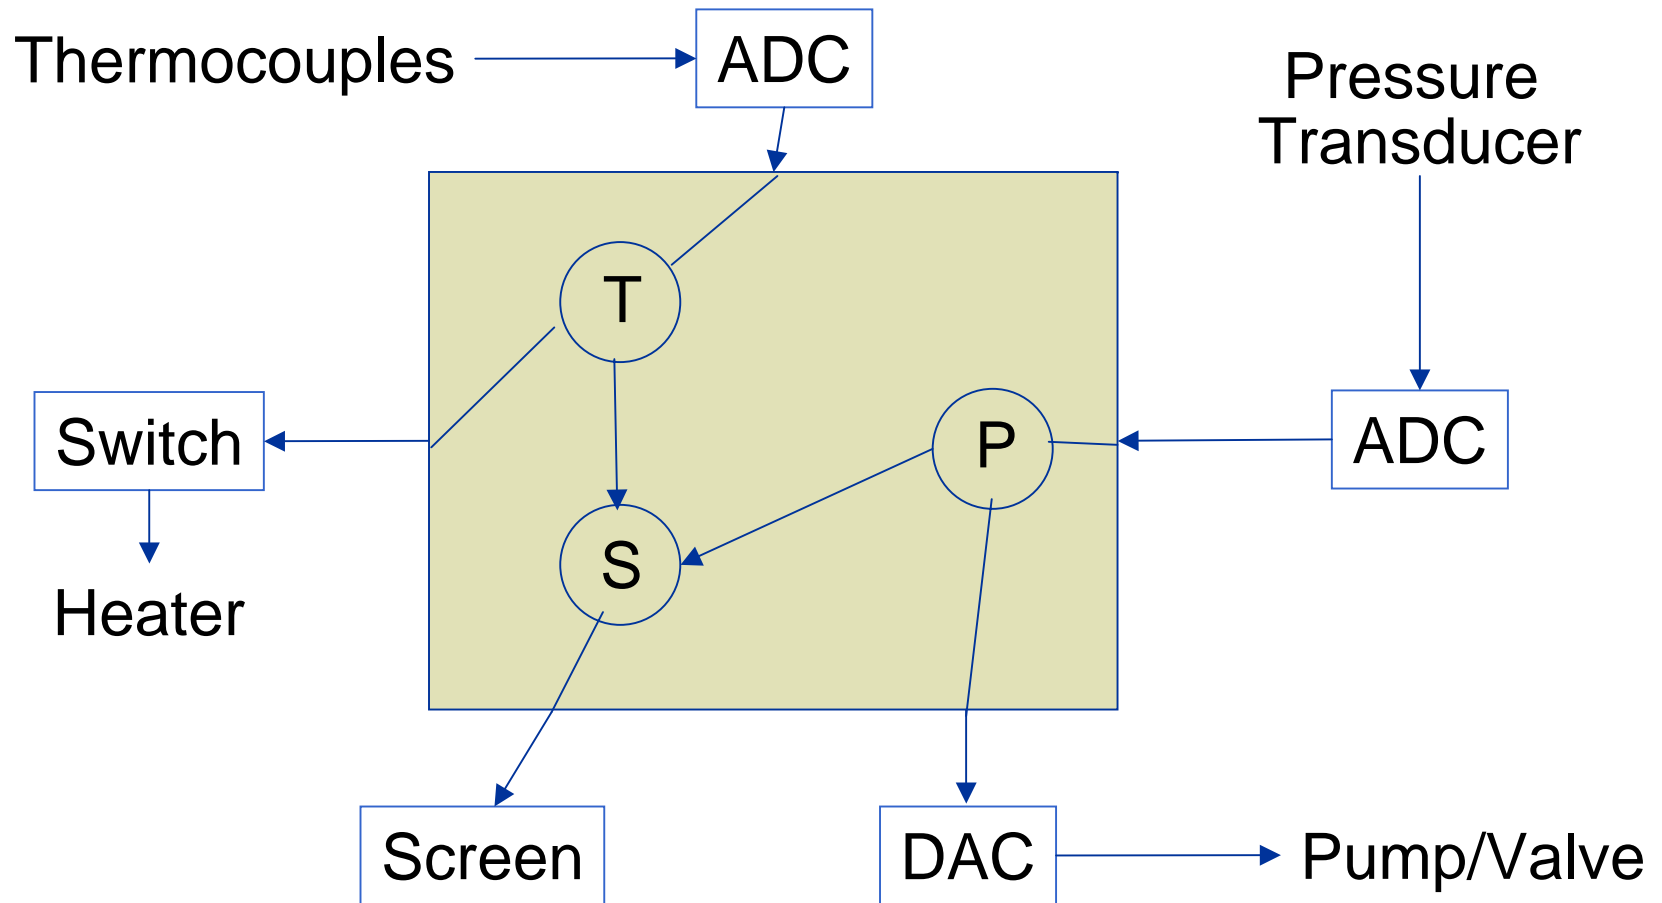 Thermocouples
ADC
Pressure
Transducer
T
Switch
P
ADC
S
Heater
Screen
DAC
Pump/Valve